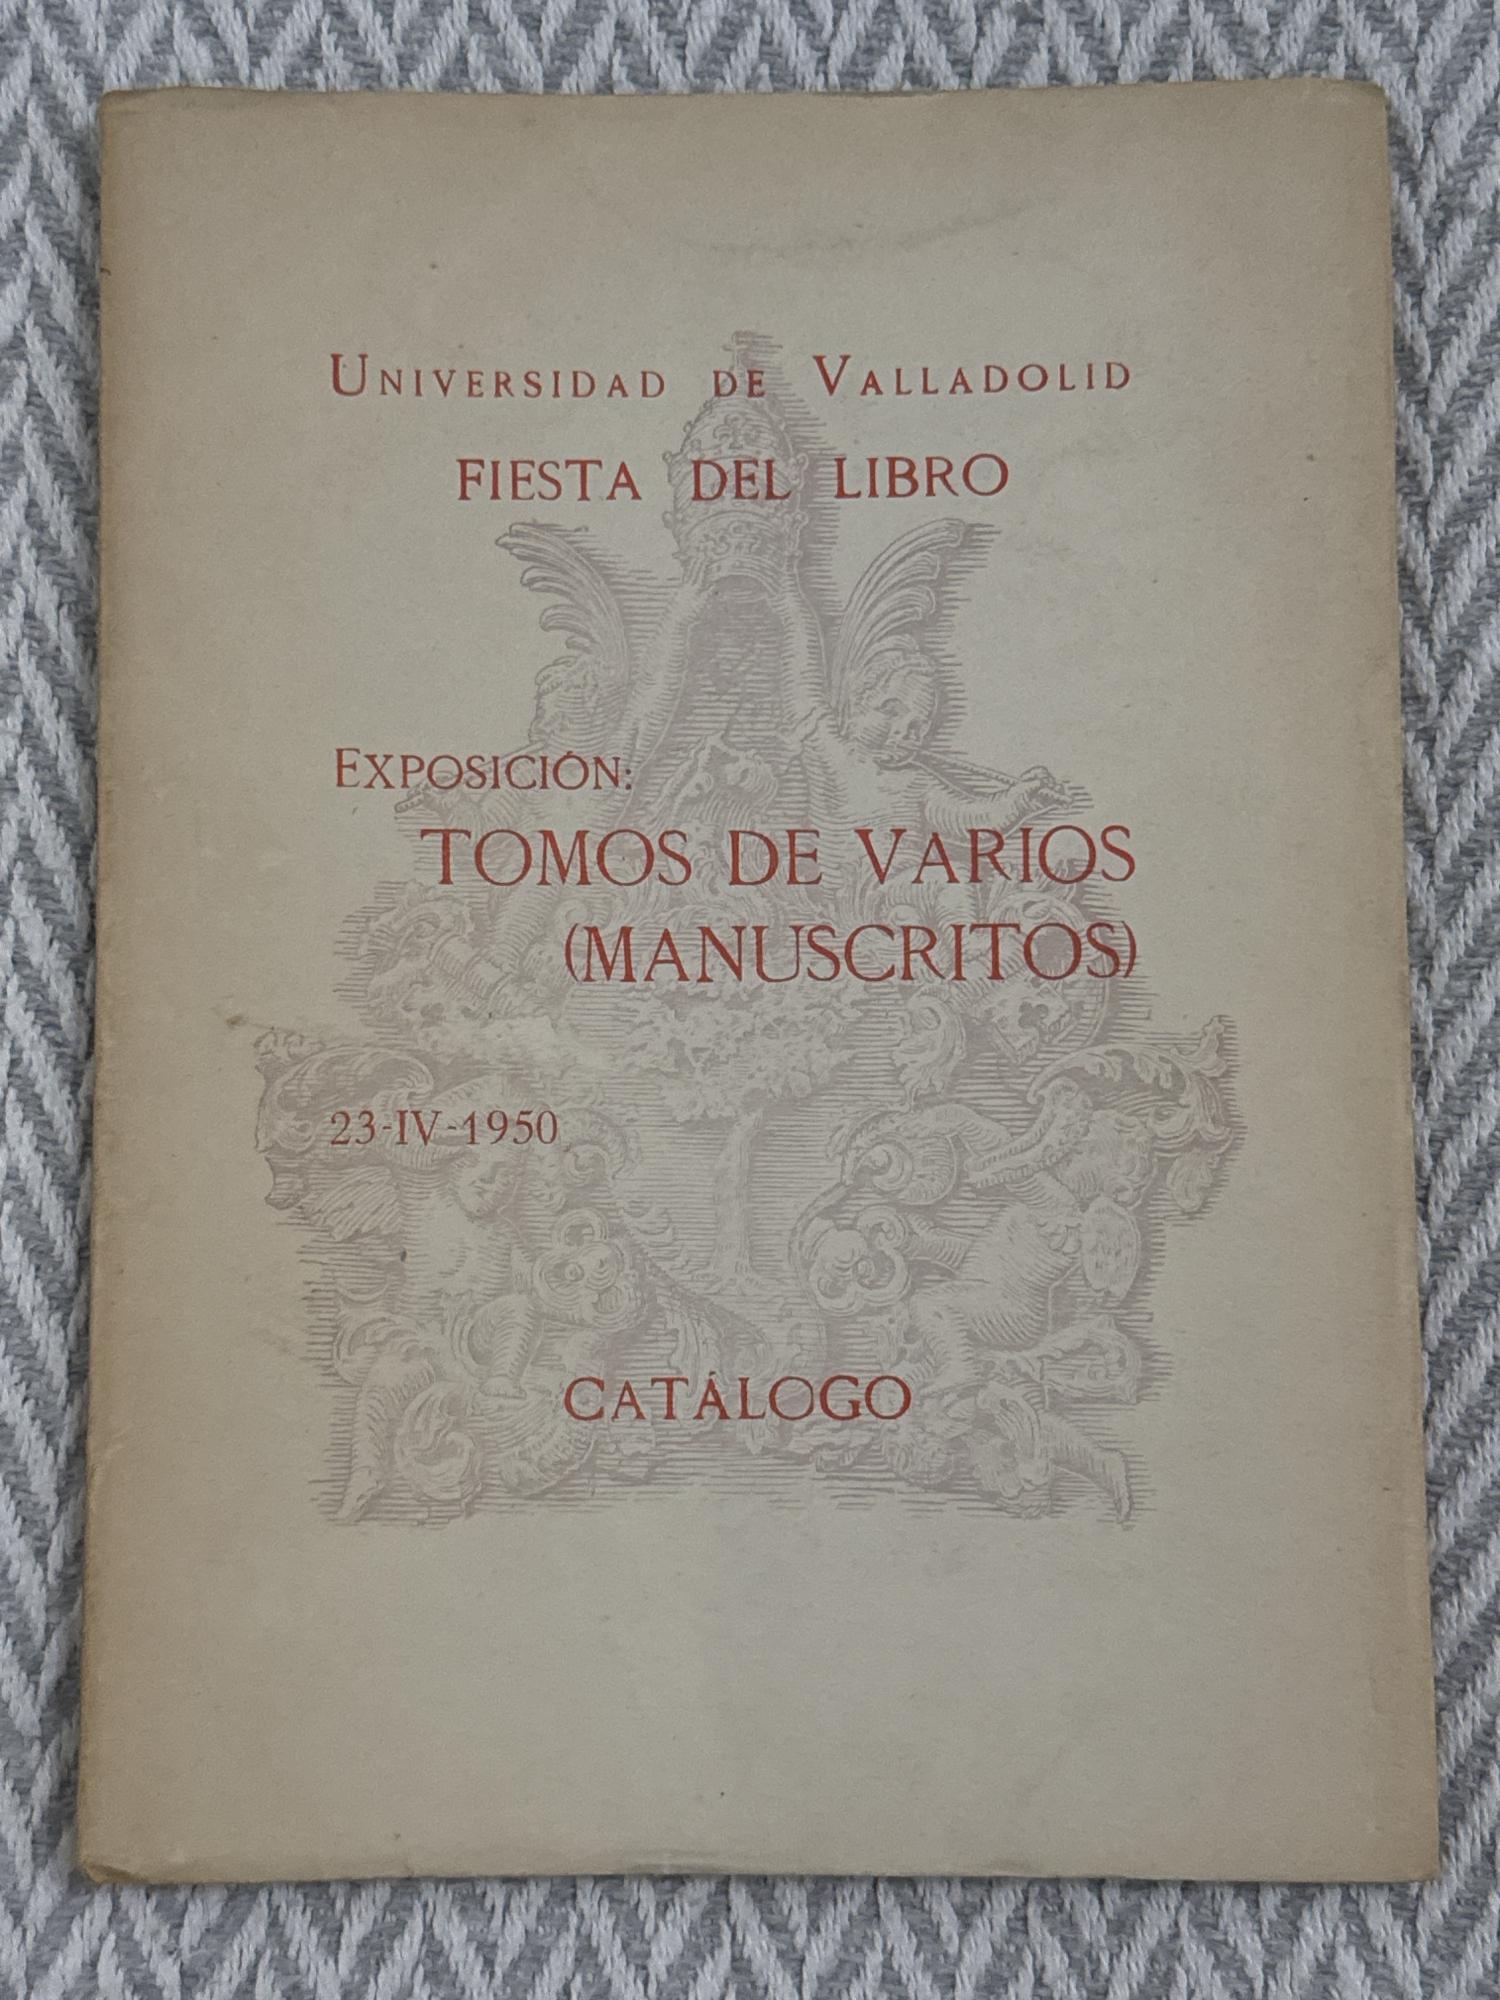 UNIVERSIDAD DE VALLADOLID
FIESTA DEL LIBRO
EXPOSICIÓN:
TOMOS DE VARIOS
(MANUSCRITOS)
23-IV-1950
CATÁLOGO